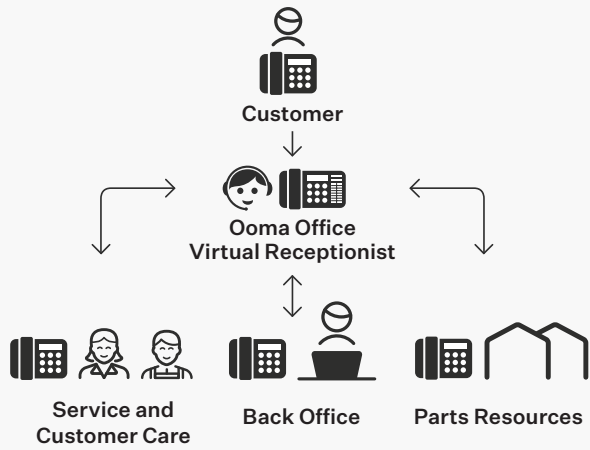 Customer
Ooma Office
Virtual Receptionist
Service and
Customer Care
Back Office
Parts Resources